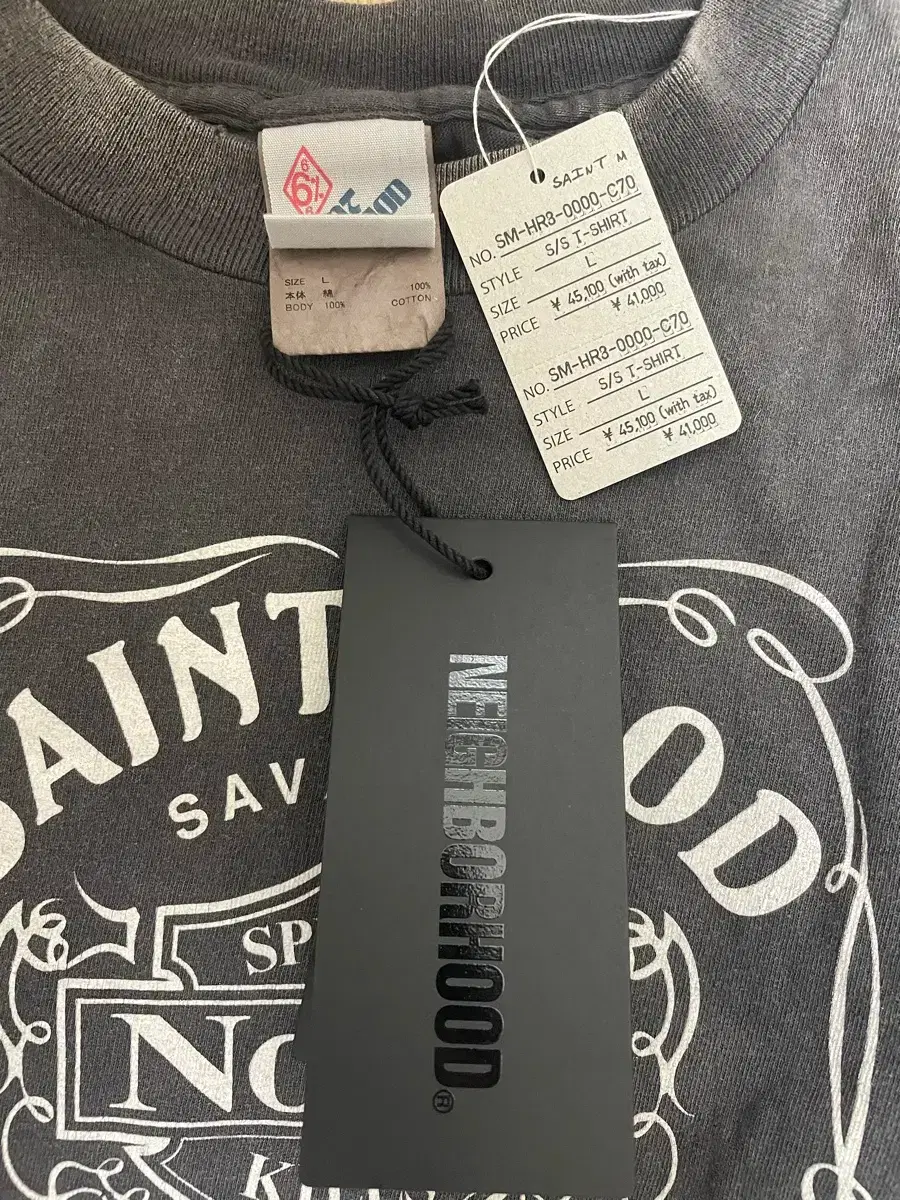 SAINT M
NO. SM-HR3-0000-C70
STYLE S/S T-SHIRT
SIZE L
PRICE ¥ 45,100 (with tax)
¥ 41,000
NO. SM-HR3-0000-C70
STYLE S/S T-SHIRT
SIZE L
PRICE ¥ 45,100 (with tax)
¥ 41,000
SIZE L
本体 綿 100%
BODY 100% COTTON
NEIGHBORHOOD®
SAINT OOD
SAV
SP
No